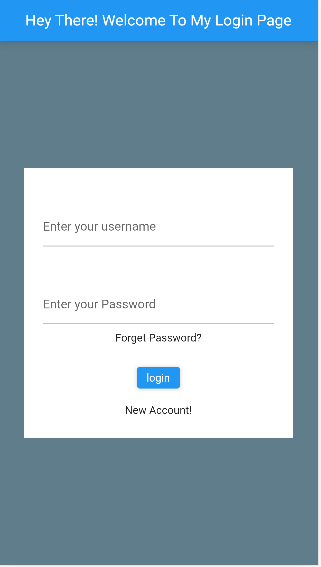 Hey There! Welcome To My Login Page
Enter your username
Enter your Password
Forget Password?
login
New Account!